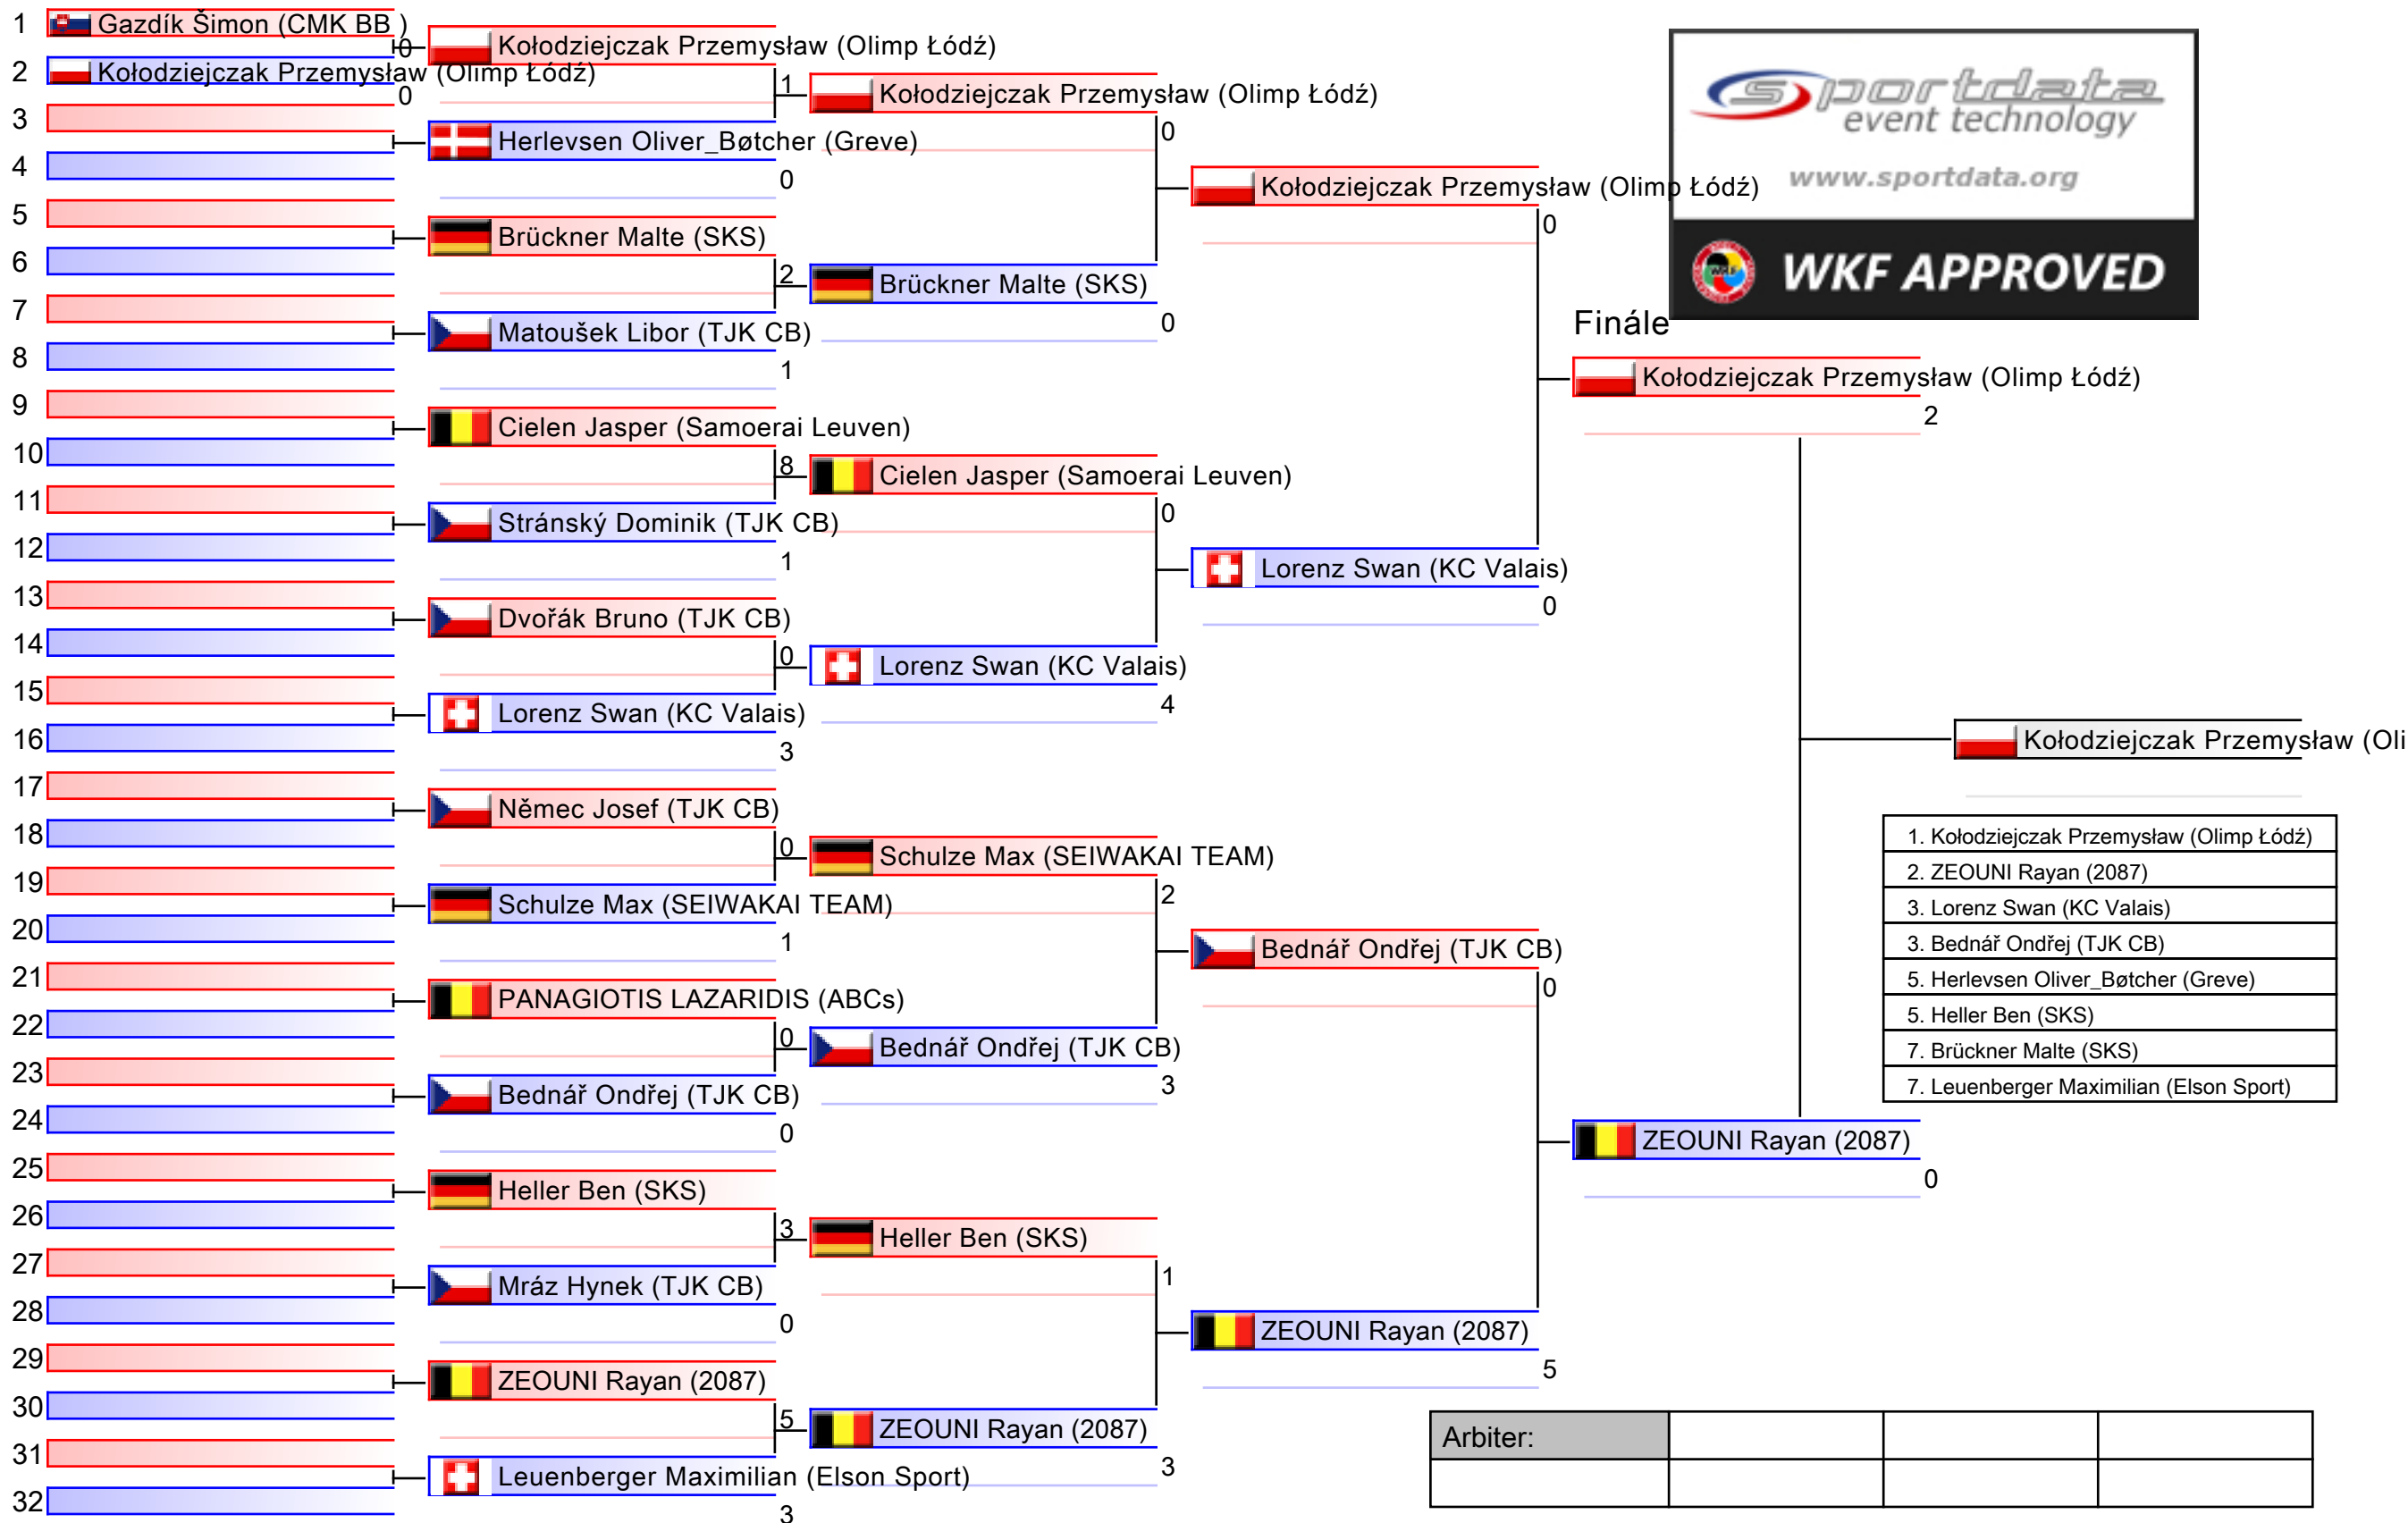 1 Gazdík Šimon (CMK BB )
0
2 Kołodziejczak Przemysław (Olimp Łódź)
0
3
4
5
6
7
8
9
10
11
12
13
14
15
16
17
18
19
20
21
22
23
24
25
26
27
28
29
30
31
32
Kołodziejczak Przemysław (Olimp Łódź)
1
Herlevsen Oliver_Bøtcher (Greve)
0
Brückner Malte (SKS)
2
Matoušek Libor (TJK CB)
1
Cielen Jasper (Samoerai Leuven)
8
Stránský Dominik (TJK CB)
1
Dvořák Bruno (TJK CB)
0
Lorenz Swan (KC Valais)
3
Němec Josef (TJK CB)
0
Schulze Max (SEIWAKAI TEAM)
1
PANAGIOTIS LAZARIDIS (ABCs)
0
Bednář Ondřej (TJK CB)
0
Heller Ben (SKS)
3
Mráz Hynek (TJK CB)
0
ZEOUNI Rayan (2087)
5
Leuenberger Maximilian (Elson Sport)
3
Kołodziejczak Przemysław (Olimp Łódź)
0
Brückner Malte (SKS)
0
Cielen Jasper (Samoerai Leuven)
0
Lorenz Swan (KC Valais)
4
Schulze Max (SEIWAKAI TEAM)
2
Bednář Ondřej (TJK CB)
3
Heller Ben (SKS)
1
ZEOUNI Rayan (2087)
3
Kołodziejczak Przemysław (Olimp Łódź)
0
Lorenz Swan (KC Valais)
0
Bednář Ondřej (TJK CB)
0
ZEOUNI Rayan (2087)
5
sportdata
event technology
www.sportdata.org
WKF
WKF APPROVED
Finále
Kołodziejczak Przemysław (Olimp Łódź)
2
ZEOUNI Rayan (2087)
0
Kołodziejczak Przemysław (Oli
1. Kołodziejczak Przemysław (Olimp Łódź)
2. ZEOUNI Rayan (2087)
3. Lorenz Swan (KC Valais)
3. Bednář Ondřej (TJK CB)
5. Herlevsen Oliver_Bøtcher (Greve)
5. Heller Ben (SKS)
7. Brückner Malte (SKS)
7. Leuenberger Maximilian (Elson Sport)
Arbiter: